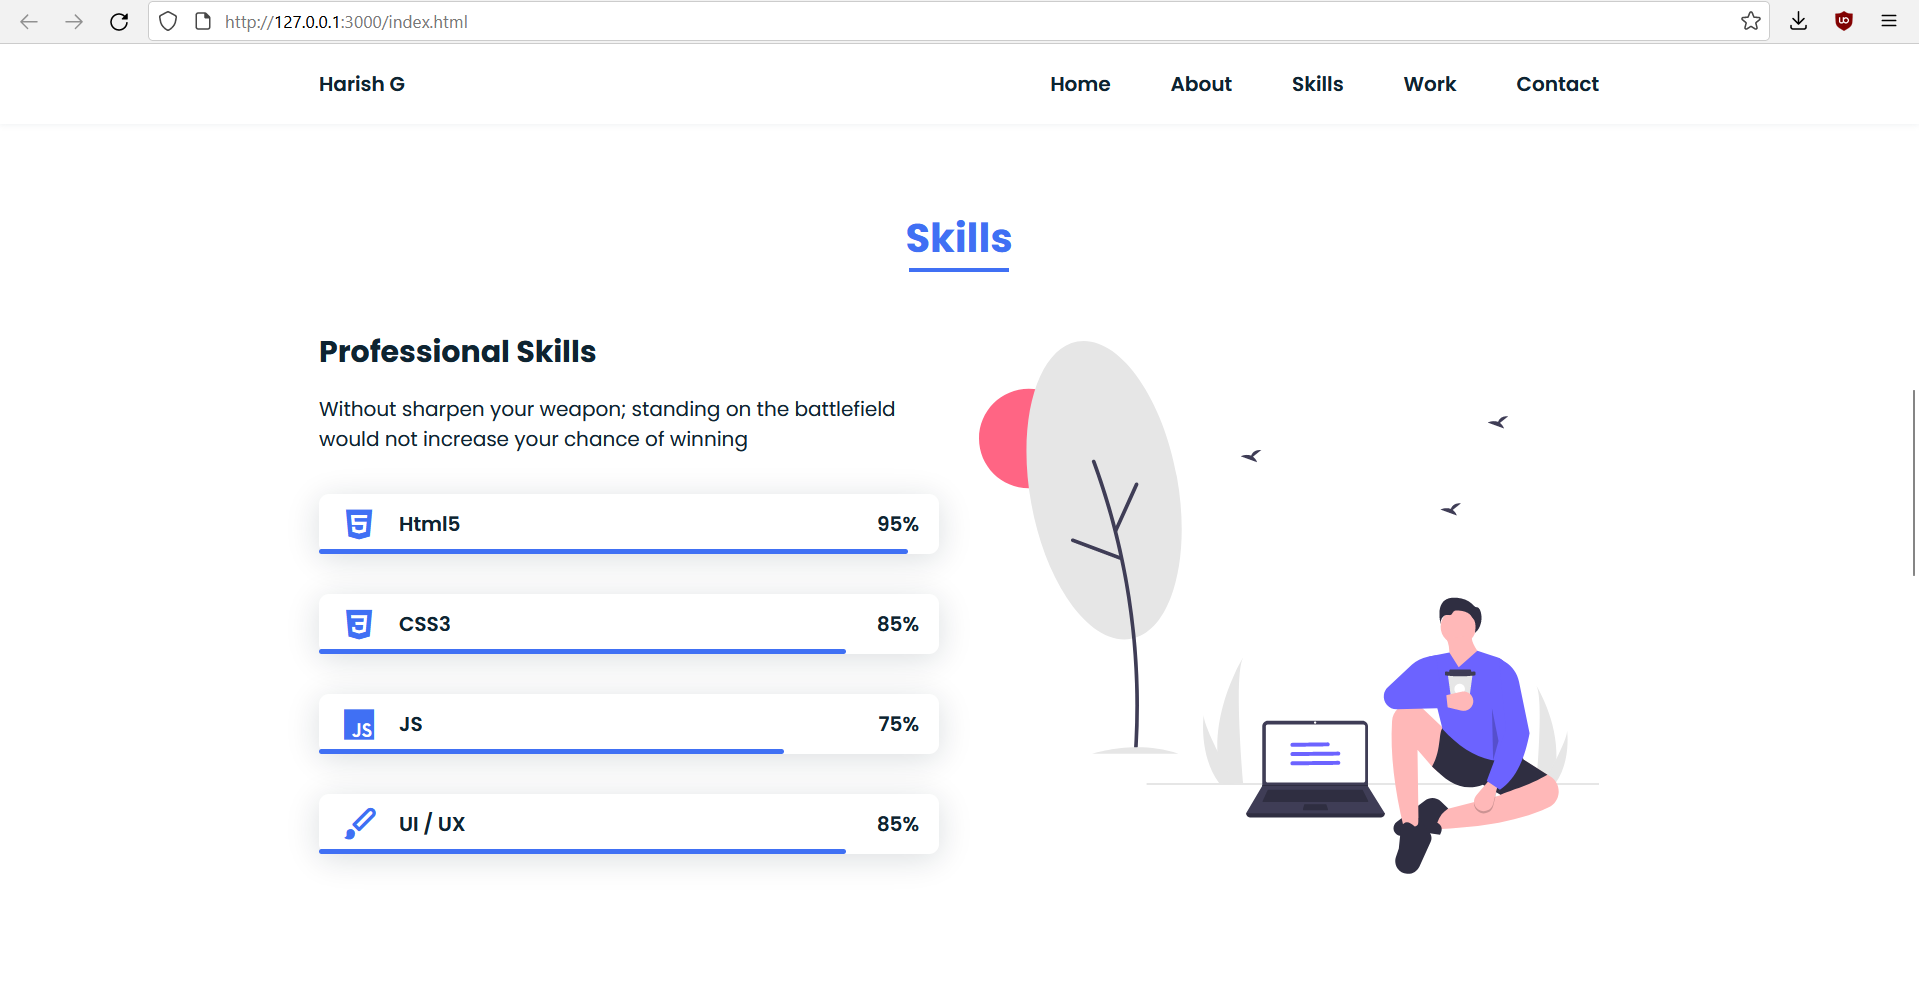 http://127.0.0.1:3000/index.html
Harish G
Home About Skills Work Contact
Skills
Professional Skills
Without sharpen your weapon; standing on the battlefield
would not increase your chance of winning
5 Html5 95%
3 CSS3 85%
JS JS 75%
UI / UX 85%